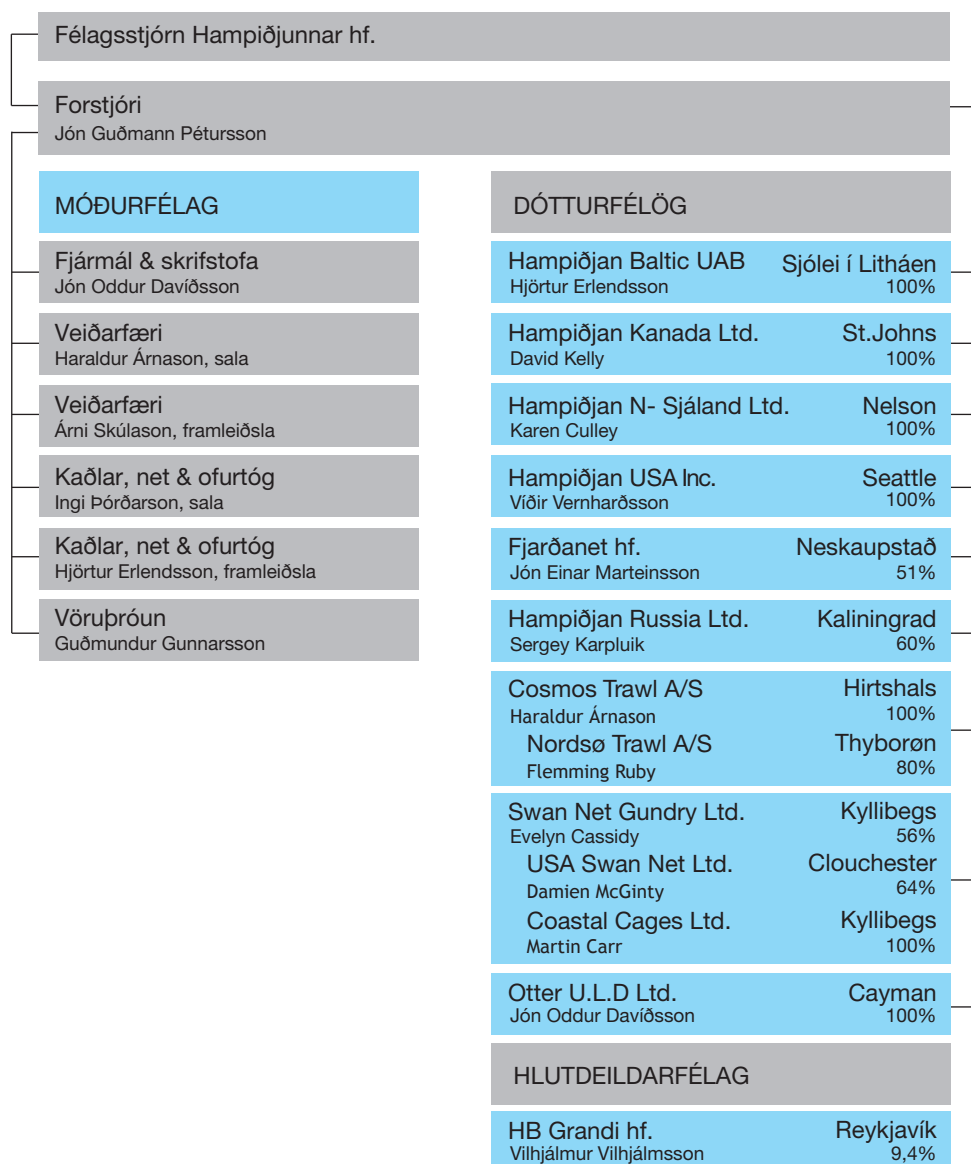 Félagsstjórn Hampiðjunnar hf.
Forstjóri
Jón Guðmann Pétursson
MÓÐURFÉLAG
Fjármál & skrifstofa
Jón Oddur Davíðsson
Veiðarfæri
Haraldur Árnason, sala
Veiðarfæri
Árni Skúlason, framleiðsla
Kaðlar, net & ofurtóg
Ingi Þórðarson, sala
Kaðlar, net & ofurtóg
Hjörtur Erlendsson, framleiðsla
Vöruþróun
Guðmundur Gunnarsson
DÓTTURFÉLÖG
Hampiðjan Baltic UAB Sjólei í Litháen
Hjörtur Erlendsson 100%
Hampiðjan Kanada Ltd. St.Johns
David Kelly 100%
Hampiðjan N- Sjáland Ltd. Nelson
Karen Culley 100%
Hampiðjan USA Inc. Seattle
Víðir Vernharðsson 100%
Fjarðanet hf. Neskaupstað
Jón Einar Marteinsson 51%
Hampiðjan Russia Ltd. Kaliningrad
Sergey Karpluik 60%
Cosmos Trawl A/S Hirtshals
Haraldur Árnason 100%
Nordsø Trawl A/S Thyborøn
Flemming Ruby 80%
Swan Net Gundry Ltd. Kyllibegs
Evelyn Cassidy 56%
USA Swan Net Ltd. Clouchester
Damien McGinty 64%
Coastal Cages Ltd. Kyllibegs
Martin Carr 100%
Otter U.L.D Ltd. Cayman
Jón Oddur Davíðsson 100%
HLUTDEILDARFÉLAG
HB Grandi hf. Reykjavík
Vilhjálmur Vilhjálmsson 9,4%